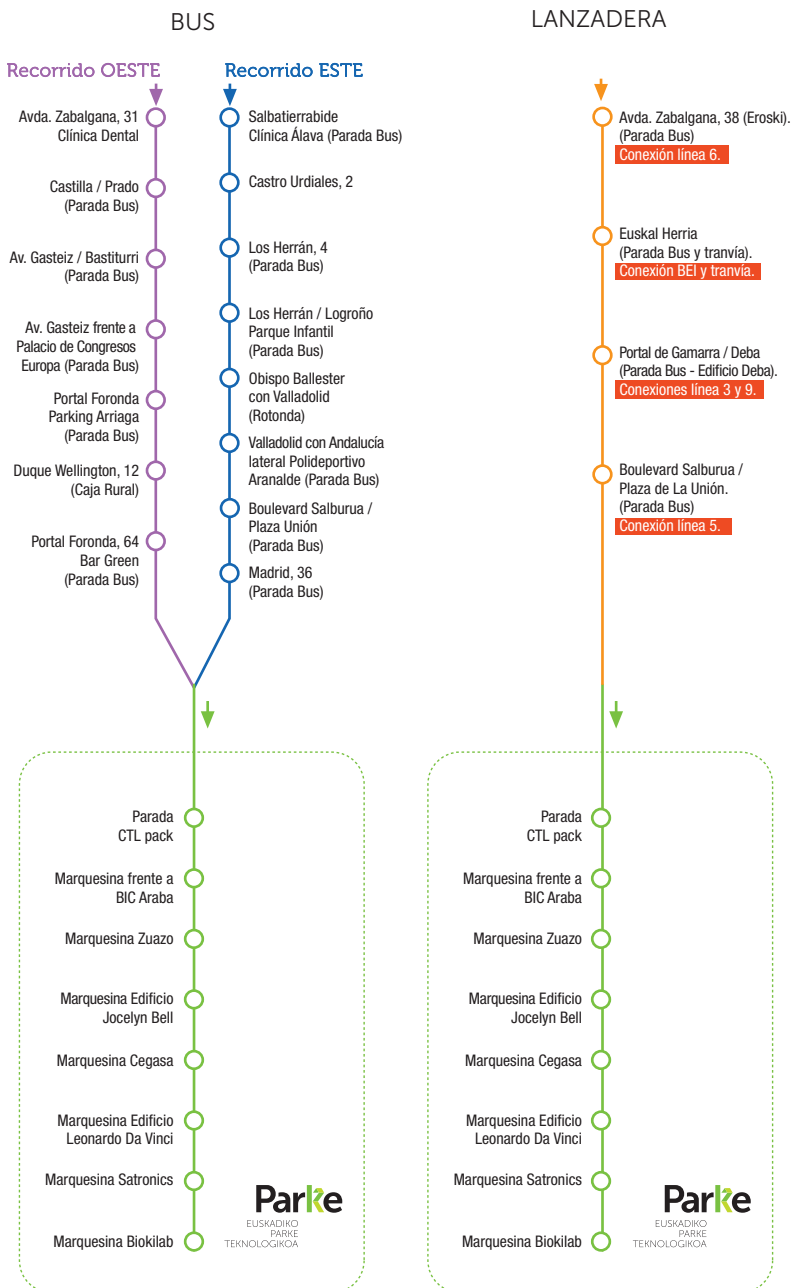 BUS
Recorrido OESTE
Recorrido ESTE
Avda. Zabalgana, 31
Clínica Dental
Castilla / Prado
(Parada Bus)
Av. Gasteiz / Bastiturri
(Parada Bus)
Av. Gasteiz frente a
Palacio de Congresos
Europa (Parada Bus)
Portal Foronda
Parking Arriaga
(Parada Bus)
Duque Wellington, 12
(Caja Rural)
Portal Foronda, 64
Bar Green
(Parada Bus)
Salbatierrabide
Clínica Álava (Parada Bus)
Castro Urdiales, 2
Los Herrán, 4
(Parada Bus)
Los Herrán / Logroño
Parque Infantil
(Parada Bus)
Obispo Ballester
con Valladolid
(Rotonda)
Valladolid con Andalucía
lateral Polideportivo
Aranalde (Parada Bus)
Boulevard Salburua /
Plaza Unión
(Parada Bus)
Madrid, 36
(Parada Bus)
Parada
CTL pack
Marquesina frente a
BIC Araba
Marquesina Zuazo
Marquesina Edificio
Jocelyn Bell
Marquesina Cegasa
Marquesina Edificio
Leonardo Da Vinci
Marquesina Satronics
Marquesina Biokilab
Parke
EUSKADIKO
PARKE
TEKNOLOGIKOA
LANZADERA
Avda. Zabalgana, 38 (Eroski).
(Parada Bus)
Conexión línea 6.
Euskal Herria
(Parada Bus y tranvía).
Conexión BEI y tranvía.
Portal de Gamarra / Deba
(Parada Bus - Edificio Deba).
Conexiones línea 3 y 9.
Boulevard Salburua /
Plaza de La Unión.
(Parada Bus)
Conexión línea 5.
Parada
CTL pack
Marquesina frente a
BIC Araba
Marquesina Zuazo
Marquesina Edificio
Jocelyn Bell
Marquesina Cegasa
Marquesina Edificio
Leonardo Da Vinci
Marquesina Satronics
Marquesina Biokilab
Parke
EUSKADIKO
PARKE
TEKNOLOGIKOA